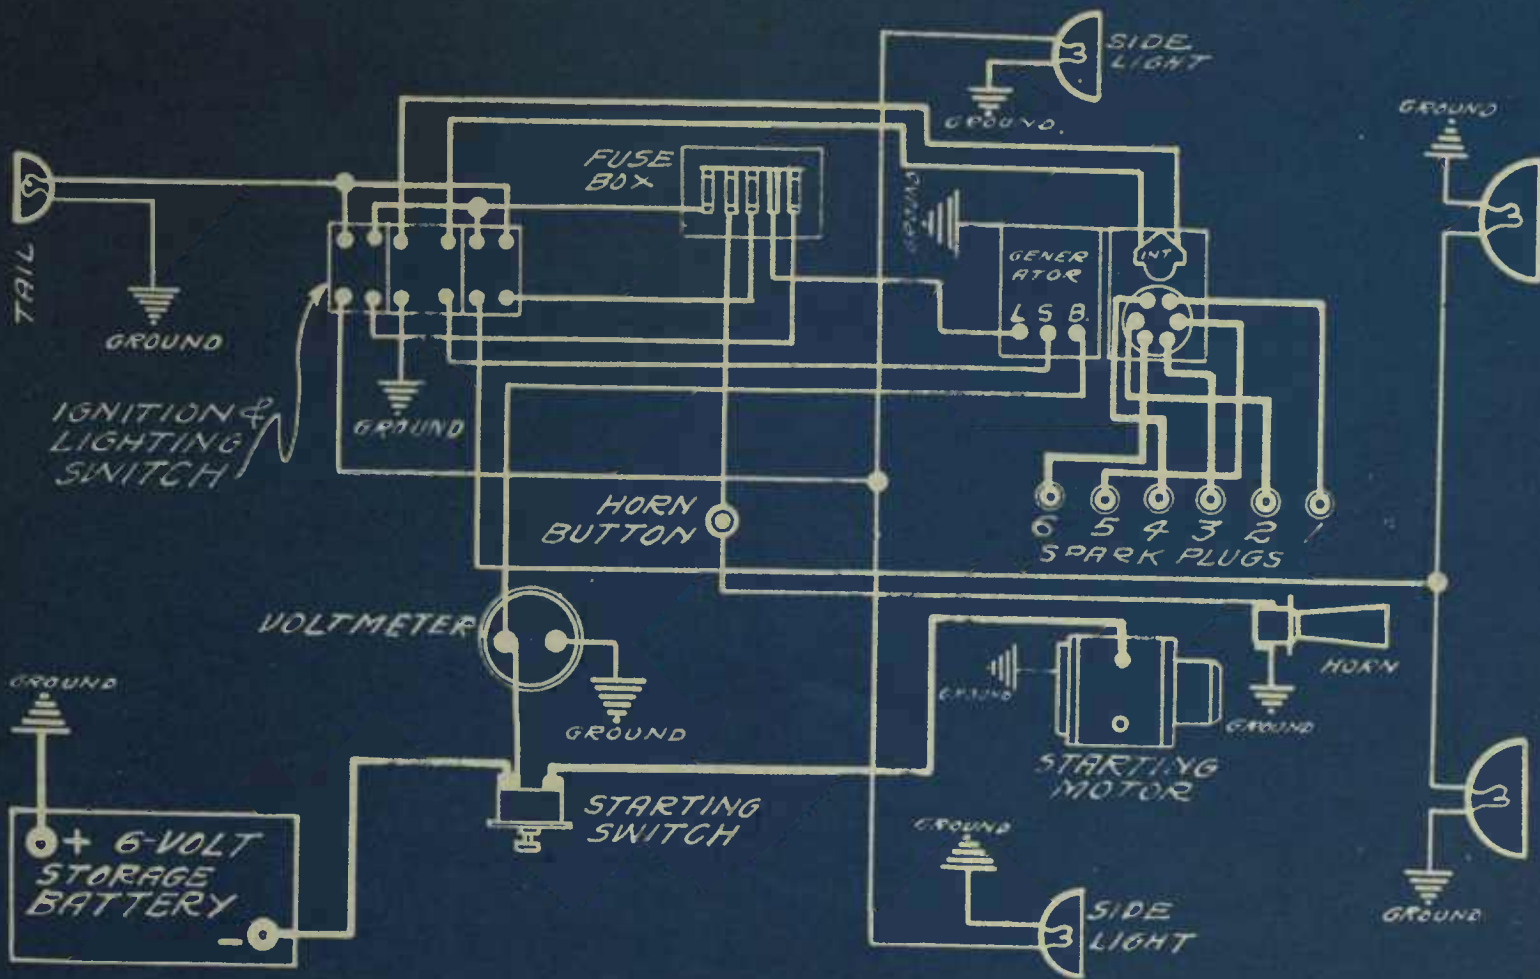 SIDE
LIGHT
GROUND.
GROUND
FUSE
BOX
GROUND
TAIL
GENER
ATOR
L S B.
INT
GROUND
IGNITION &
LIGHTING
SWITCH
GROUND
HORN
BUTTON
6 5 4 3 2 1
SPARK PLUGS
VOLTMETER
GROUND
GROUND
GROUND
HORN
GROUND
STARTING
MOTOR
STARTING
SWITCH
+ 6-VOLT
STORAGE
BATTERY
-
GROUND
SIDE
LIGHT
GROUND